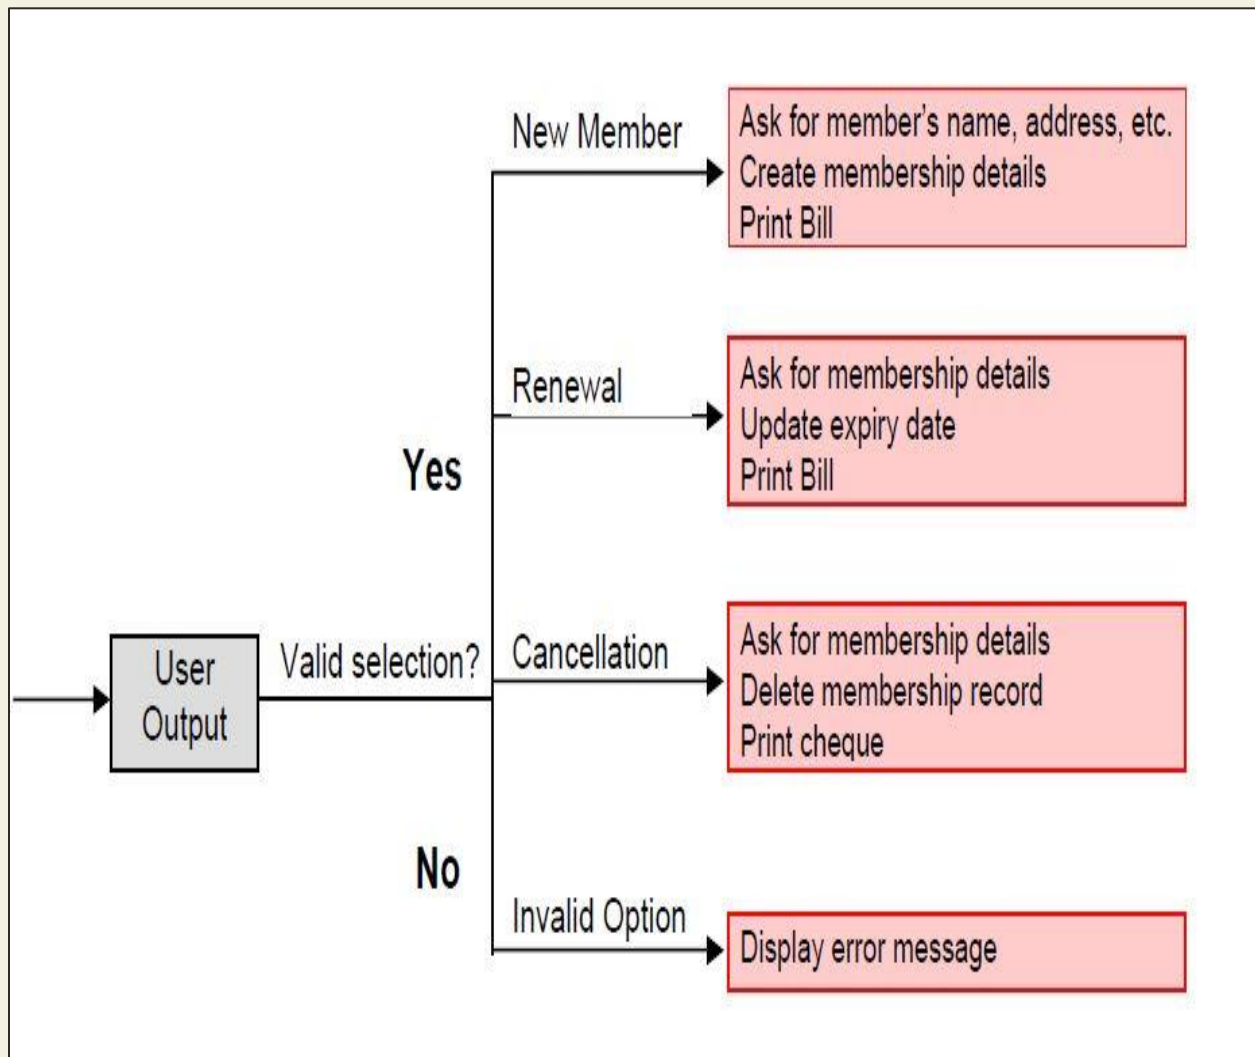 New Member
Ask for member's name, address, etc.
Create membership details
Print Bill
Renewal
Ask for membership details
Update expiry date
Print Bill
Yes
User
Output
Valid selection?
Cancellation
Ask for membership details
Delete membership record
Print cheque
No
Invalid Option
Display error message